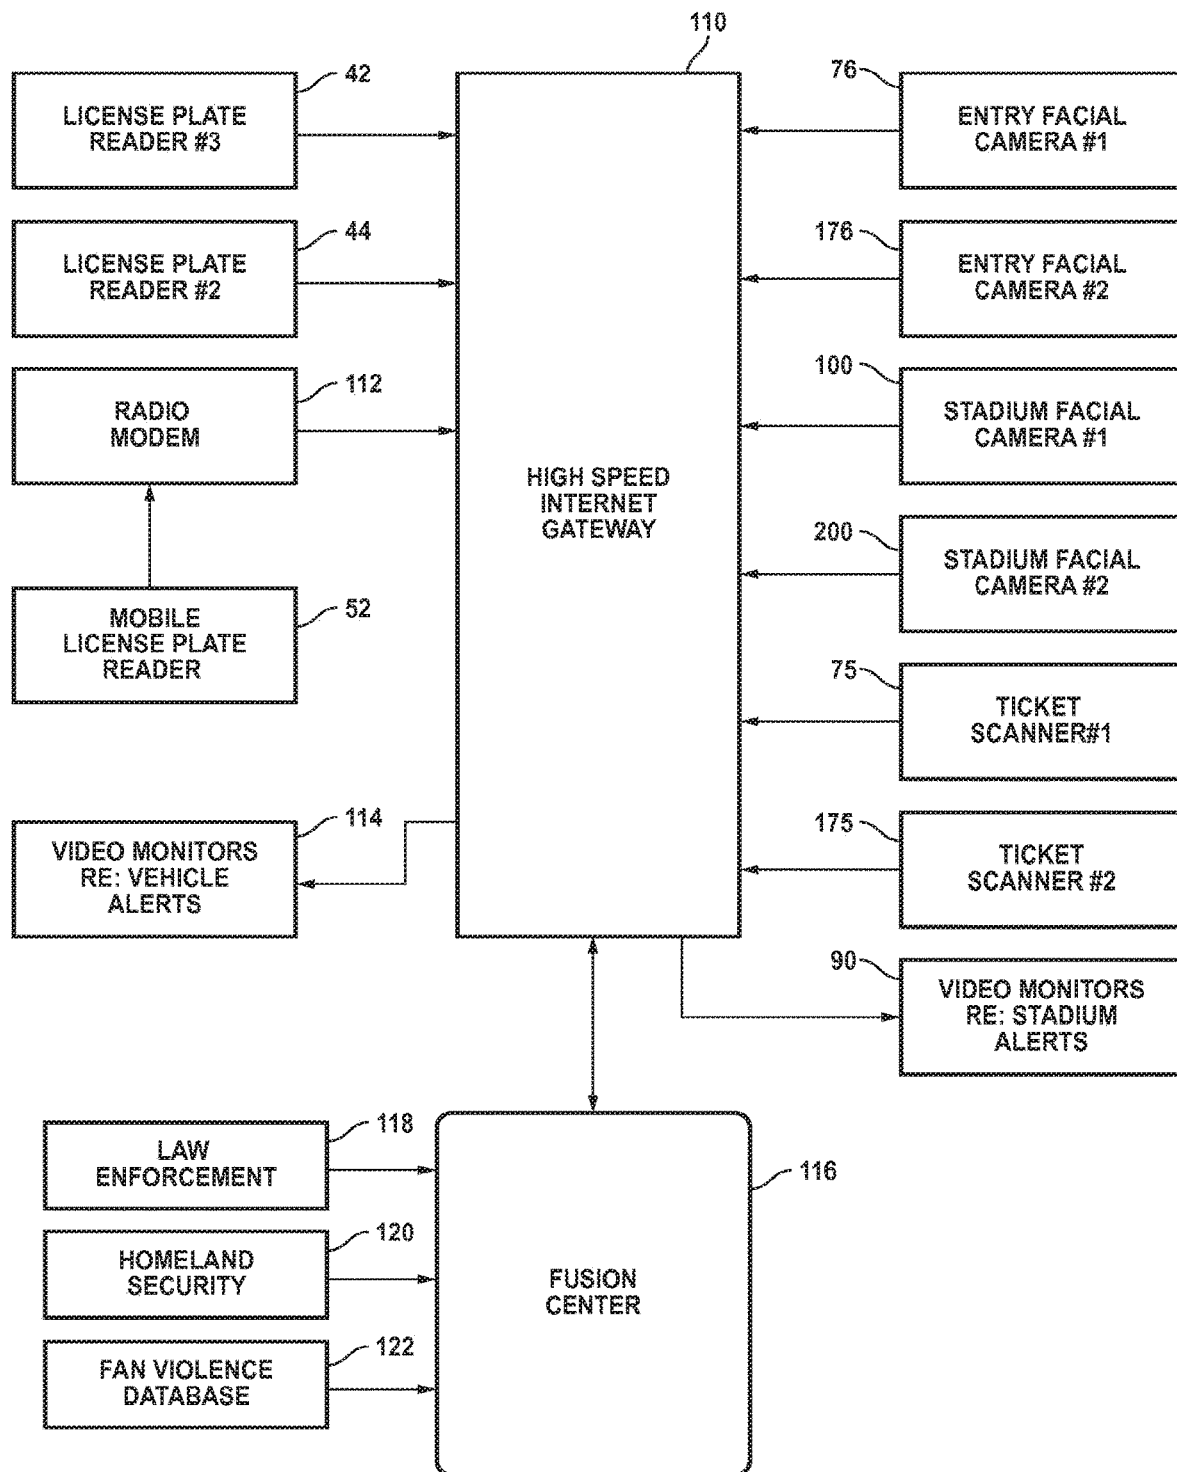 110
42
LICENSE PLATE
READER #3
76
ENTRY FACIAL
CAMERA #1
44
LICENSE PLATE
READER #2
176
ENTRY FACIAL
CAMERA #2
112
RADIO
MODEM
100
STADIUM FACIAL
CAMERA #1
HIGH SPEED
INTERNET
GATEWAY
200
STADIUM FACIAL
CAMERA #2
52
MOBILE
LICENSE PLATE
READER
75
TICKET
SCANNER#1
114
VIDEO MONITORS
RE: VEHICLE
ALERTS
175
TICKET
SCANNER #2
90
VIDEO MONITORS
RE: STADIUM
ALERTS
118
LAW
ENFORCEMENT
116
120
HOMELAND
SECURITY
FUSION
CENTER
122
FAN VIOLENCE
DATABASE